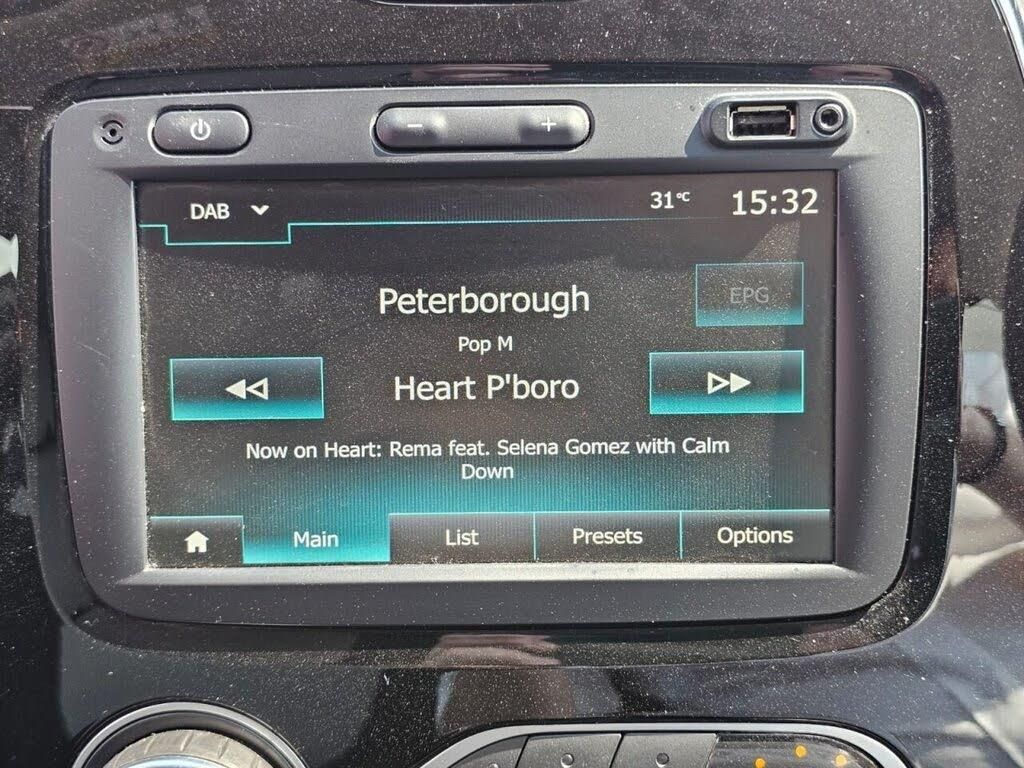 DAB 31°C 15:32
Peterborough
EPG
Pop M
Heart P'boro
Now on Heart: Rema feat. Selena Gomez with Calm
Down
Main List Presets Options